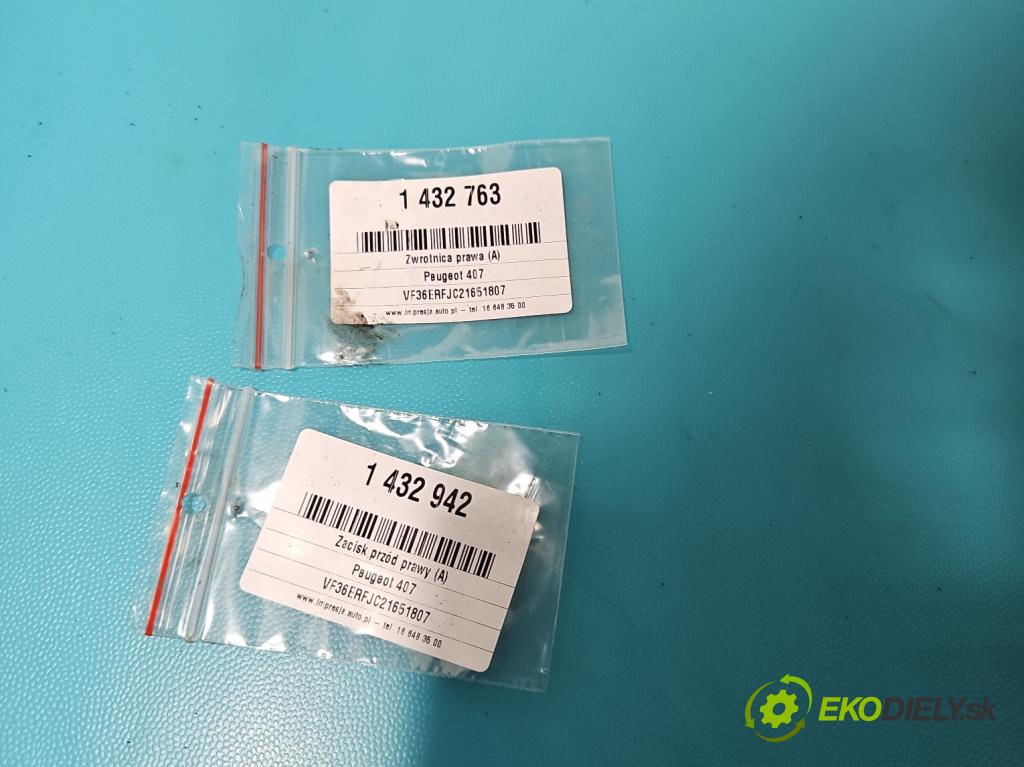 1 432 763
Zwrotnica prawa (A)
Peugeot 407
VF36ERFJC21651807
www.impresja.auto.pl - tel 16 648 36 00
1 432 942
Zacisk przód prawy (A)
Peugeot 407
VF36ERFJC21651807
www.impresja.auto.pl - tel 16 648 36 00
EKODIELY.sk